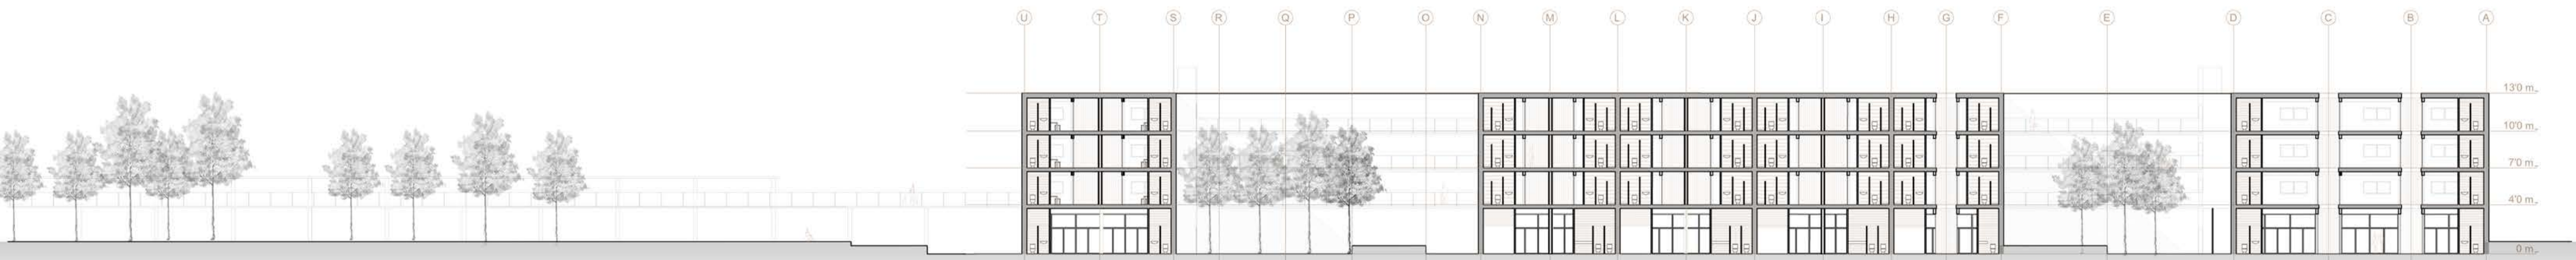 U T S R Q P O N M L K J I H G F E D C B A
13'0 m
10'0 m
7'0 m
4'0 m
0 m